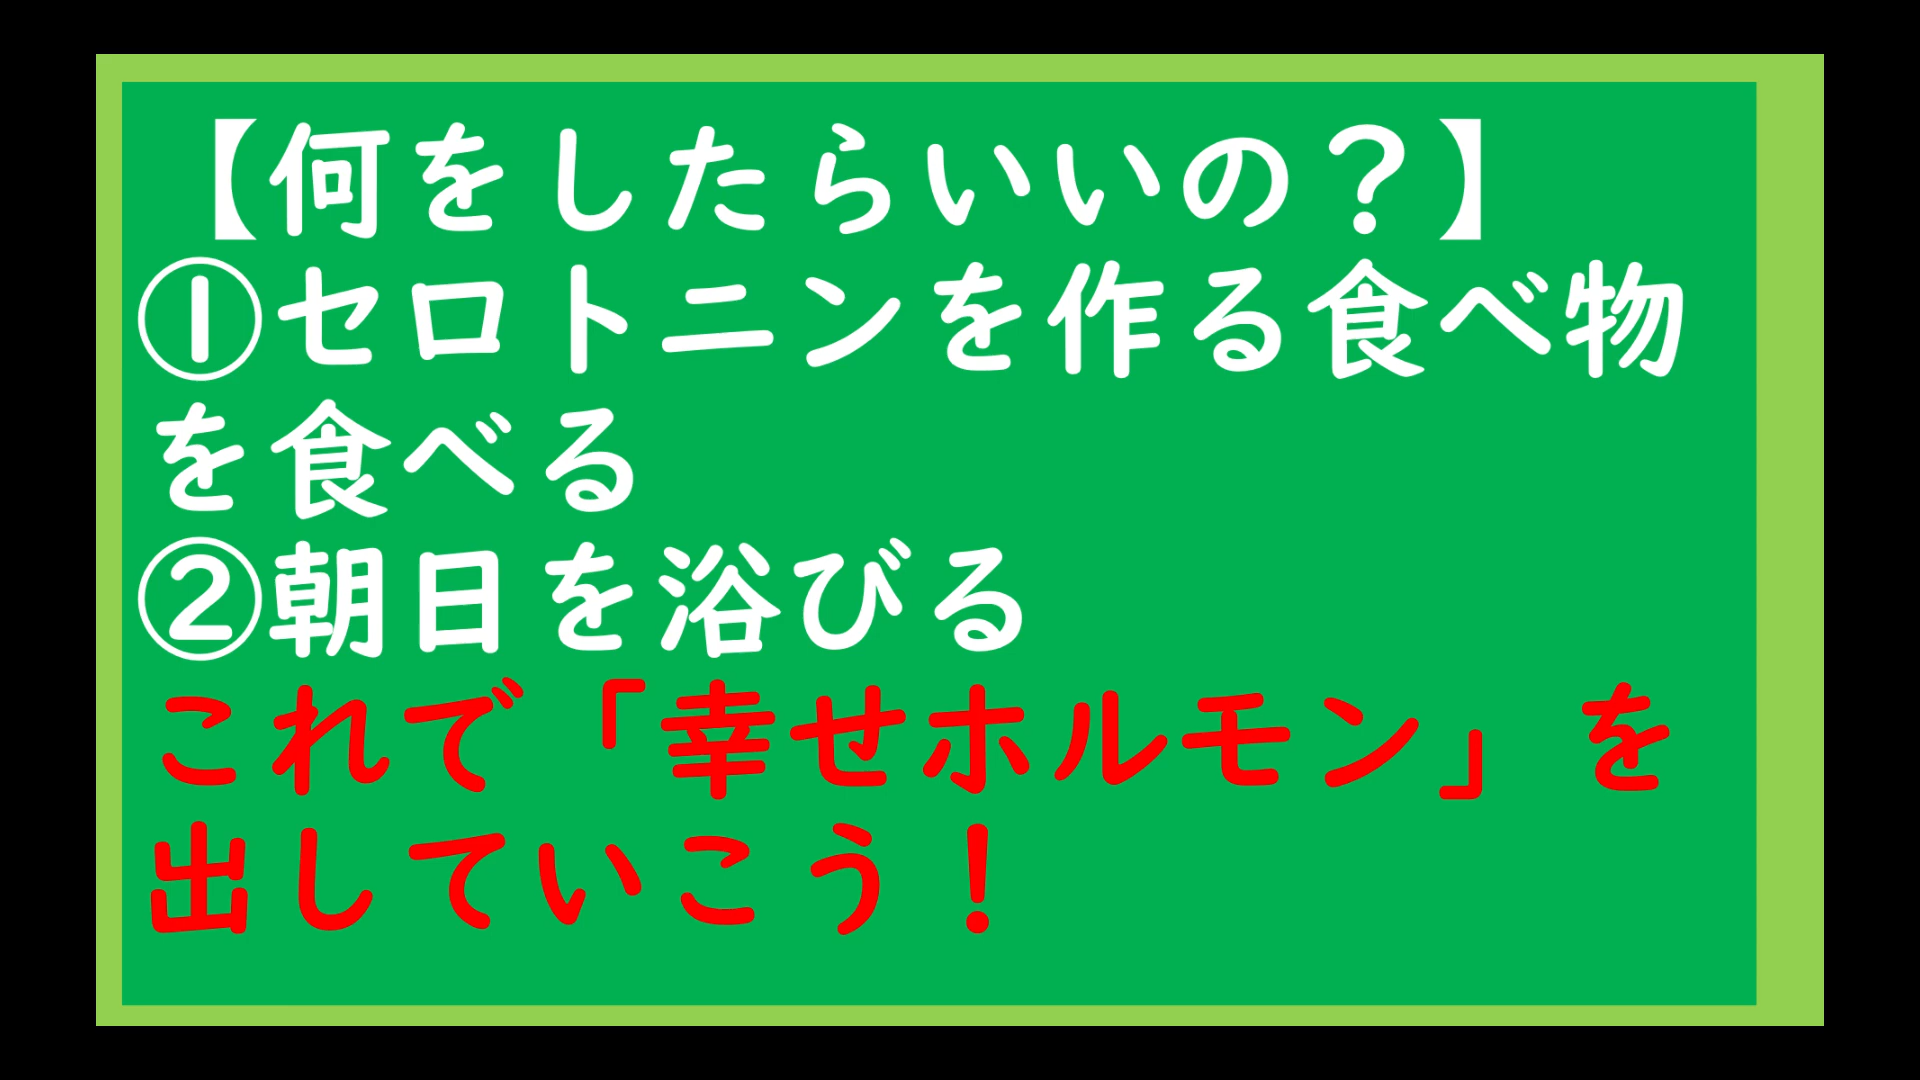 【何をしたらいいの？】
①セロトニンを作る食べ物
を食べる
②朝日を浴びる
これで「幸せホルモン」を
出していこう！